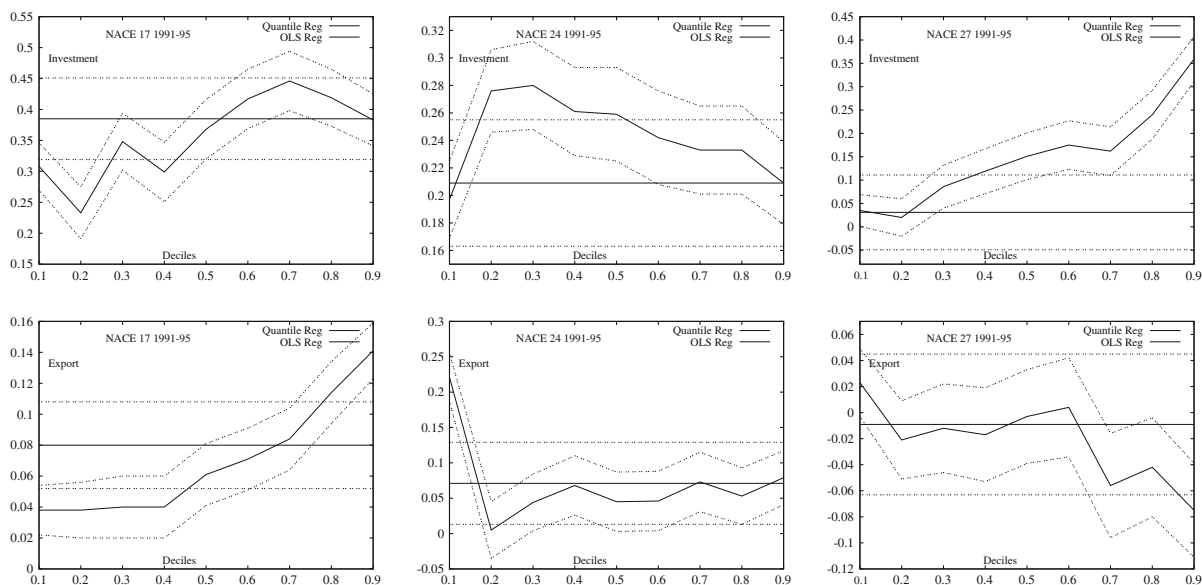 NACE 17 1991-95
Quantile Reg
OLS Reg
Investment
0.55
0.5
0.45
0.4
0.35
0.3
0.25
0.2
0.15
Deciles
0.1 0.2 0.3 0.4 0.5 0.6 0.7 0.8 0.9
NACE 24 1991-95
Quantile Reg
OLS Reg
Investment
0.32
0.3
0.28
0.26
0.24
0.22
0.2
0.18
0.16
Deciles
0.1 0.2 0.3 0.4 0.5 0.6 0.7 0.8 0.9
NACE 27 1991-95
Quantile Reg
OLS Reg
Investment
0.45
0.4
0.35
0.3
0.25
0.2
0.15
0.1
0.05
0
-0.05
Deciles
0.1 0.2 0.3 0.4 0.5 0.6 0.7 0.8 0.9
NACE 17 1991-95
Quantile Reg
OLS Reg
Export
0.16
0.14
0.12
0.1
0.08
0.06
0.04
0.02
0
Deciles
0.1 0.2 0.3 0.4 0.5 0.6 0.7 0.8 0.9
NACE 24 1991-95
Quantile Reg
OLS Reg
Export
0.3
0.25
0.2
0.15
0.1
0.05
0
-0.05
Deciles
0.1 0.2 0.3 0.4 0.5 0.6 0.7 0.8 0.9
NACE 27 1991-95
Quantile Reg
OLS Reg
Export
0.06
0.04
0.02
0
-0.02
-0.04
-0.06
-0.08
-0.1
-0.12
Deciles
0.1 0.2 0.3 0.4 0.5 0.6 0.7 0.8 0.9